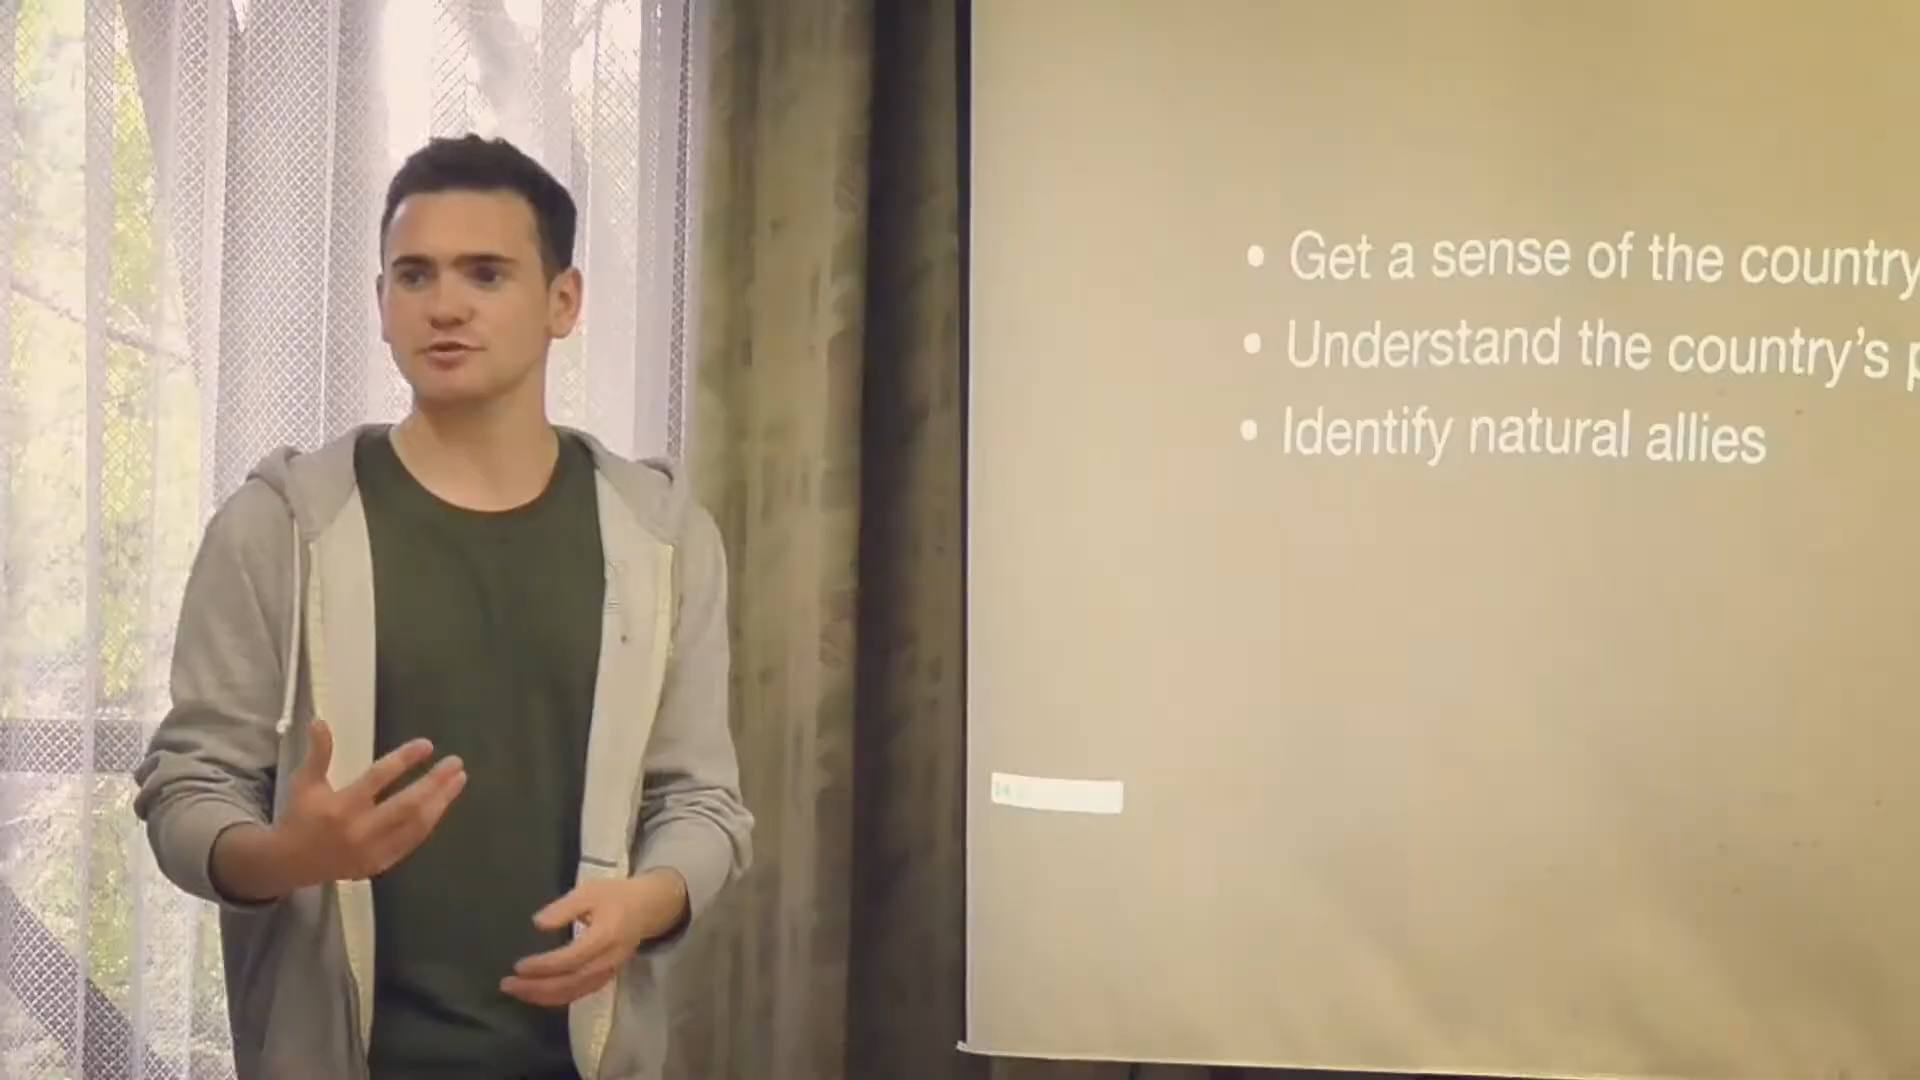 • Get a sense of the country
• Understand the country's
• Identify natural allies